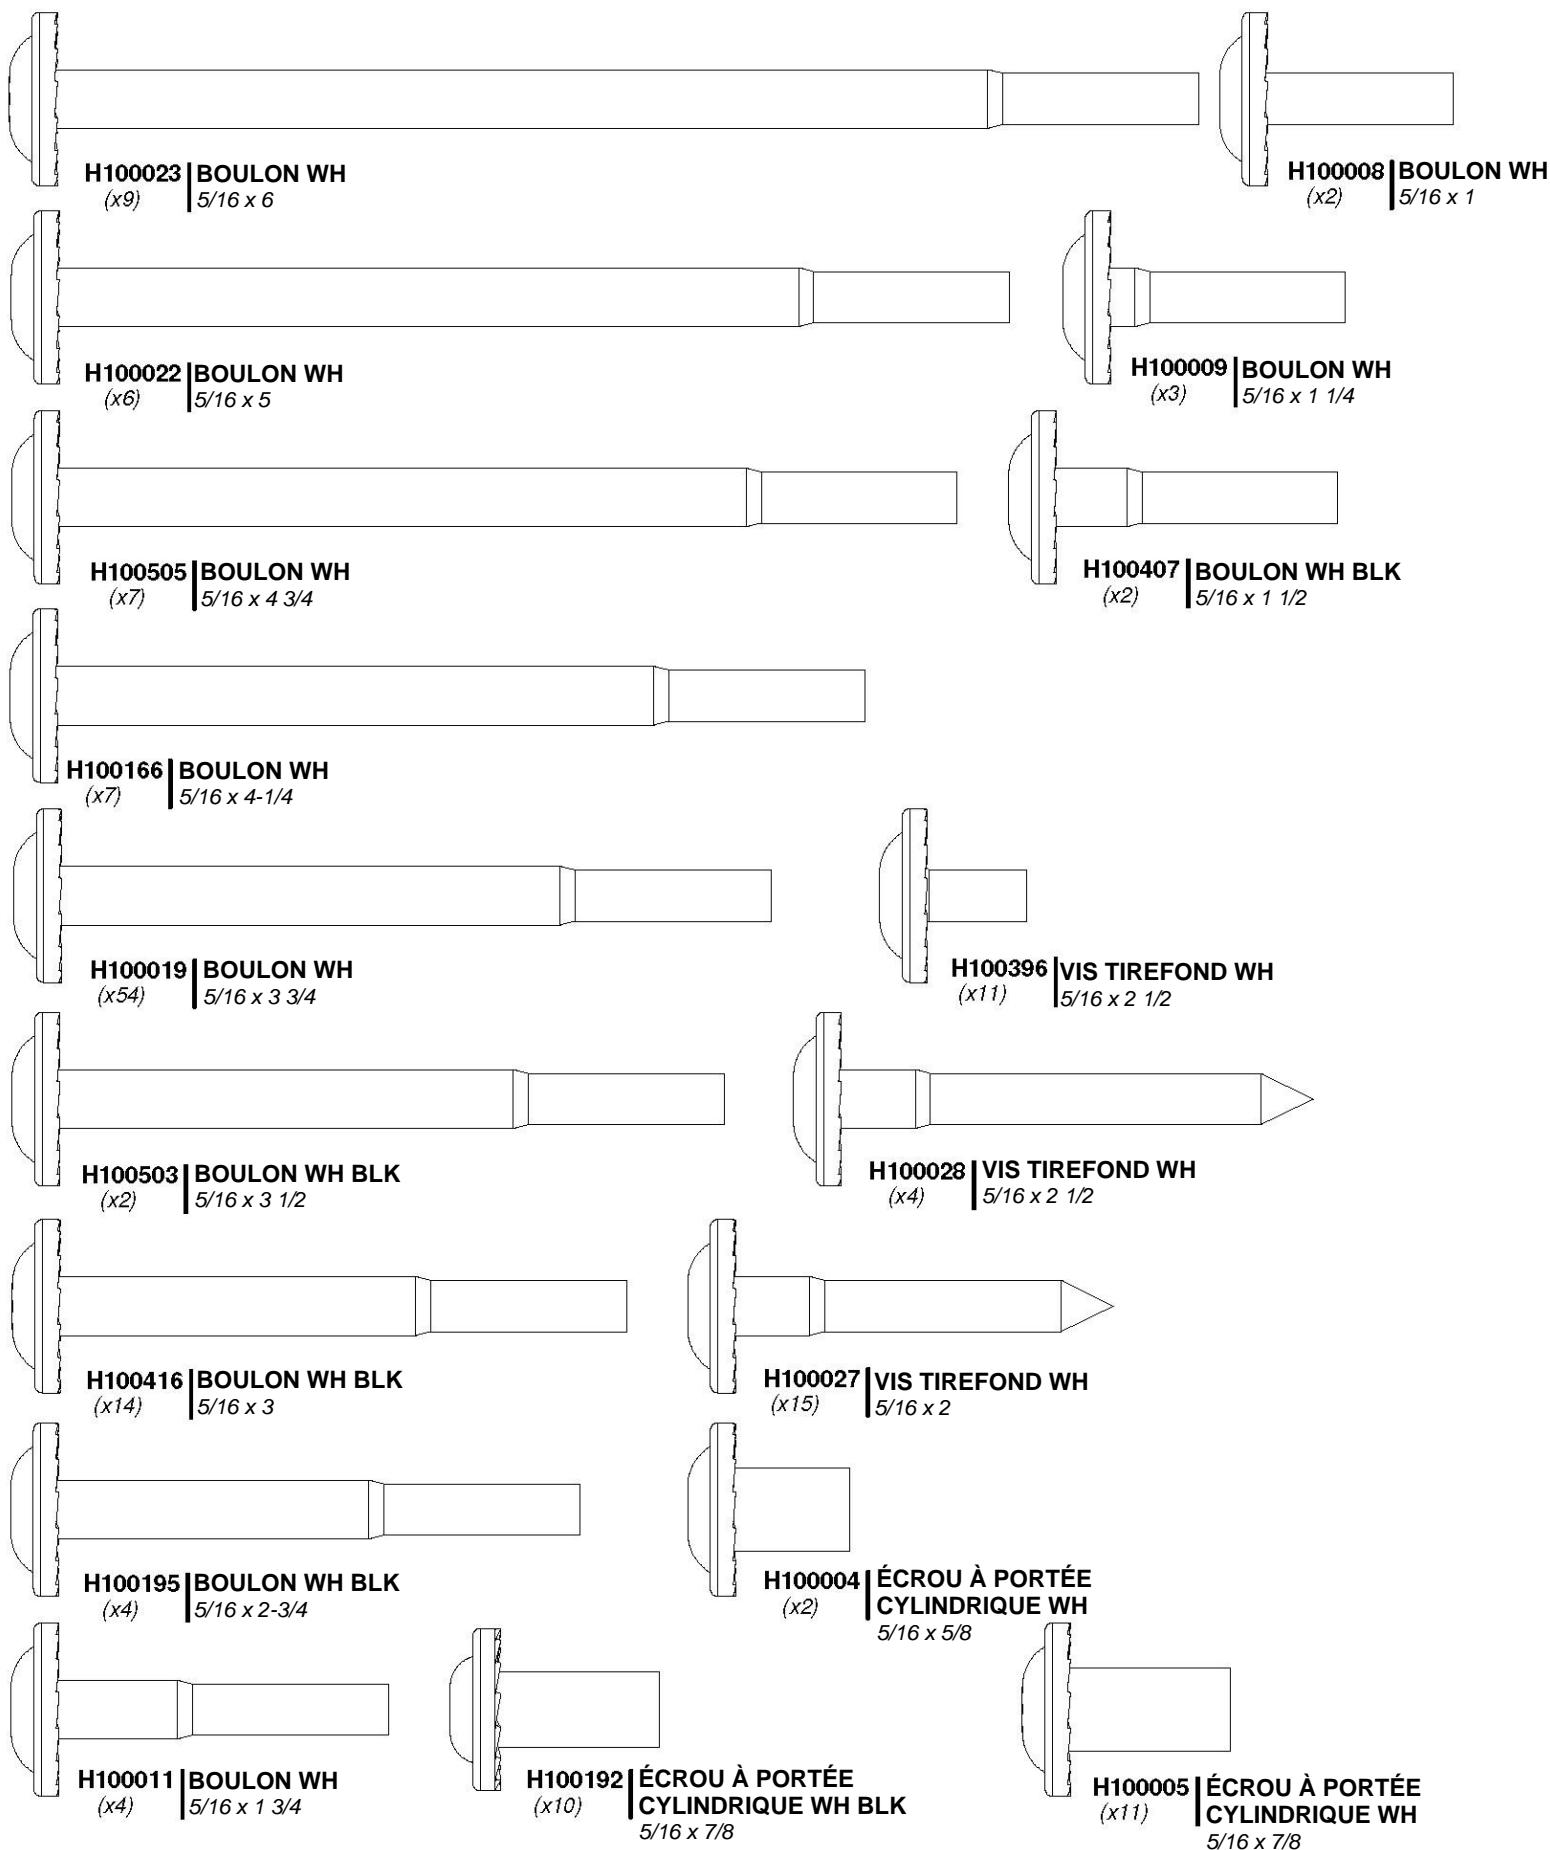 H100023 BOULON WH
(x9) 5/16 x 6
H100008 BOULON WH
(x2) 5/16 x 1
H100022 BOULON WH
(x6) 5/16 x 5
H100009 BOULON WH
(x3) 5/16 x 1 1/4
H100505 BOULON WH
(x7) 5/16 x 4 3/4
H100407 BOULON WH BLK
(x2) 5/16 x 1 1/2
H100166 BOULON WH
(x7) 5/16 x 4-1/4
H100019 BOULON WH
(x54) 5/16 x 3 3/4
H100396 VIS TIREFOND WH
(x11) 5/16 x 2 1/2
H100503 BOULON WH BLK
(x2) 5/16 x 3 1/2
H100028 VIS TIREFOND WH
(x4) 5/16 x 2 1/2
H100416 BOULON WH BLK
(x14) 5/16 x 3
H100027 VIS TIREFOND WH
(x15) 5/16 x 2
H100195 BOULON WH BLK
(x4) 5/16 x 2-3/4
H100004 ÉCROU À PORTÉE
(x2) CYLINDRIQUE WH
5/16 x 5/8
H100011 BOULON WH
(x4) 5/16 x 1 3/4
H100192 ÉCROU À PORTÉE
(x10) CYLINDRIQUE WH BLK
5/16 x 7/8
H100005 ÉCROU À PORTÉE
(x11) CYLINDRIQUE WH
5/16 x 7/8